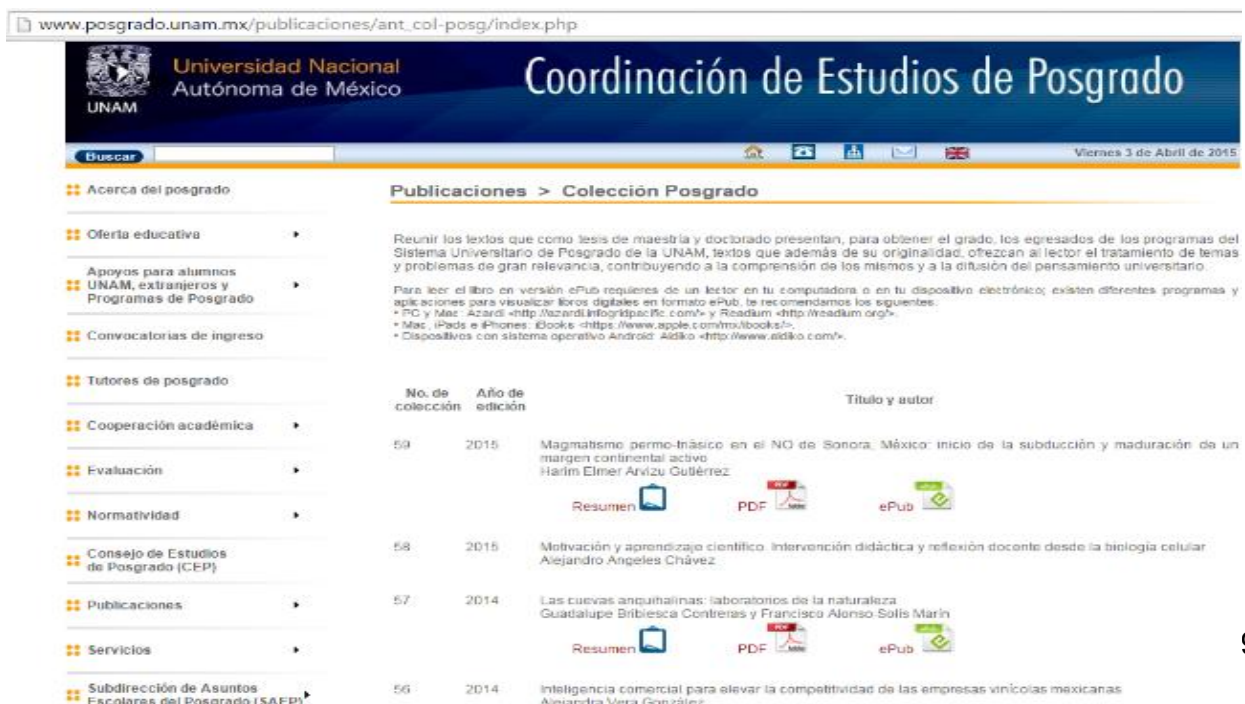 www.posgrado.unam.mx/publicaciones/ant_col-posg/index.php
Universidad Nacional
Autónoma de México
UNAM
Coordinación de Estudios de Posgrado
Buscar
Viernes 3 de Abril de 2015
Acerca del posgrado
Oferta educativa
Apoyos para alumnos
UNAM, extranjeros y
Programas de Posgrado
Convocatorias de ingreso
Tutores de posgrado
Cooperación académica
Evaluación
Normatividad
Consejo de Estudios
de Posgrado (CEP)
Publicaciones
Servicios
Subdirección de Asuntos
Escolares del Posgrado (SAEP)
Publicaciones > Colección Posgrado
Reunir los textos que como tesis de maestría y doctorado presentan, para obtener el grado, los egresados de los programas del
Sistema Universitario de Posgrado de la UNAM, textos que además de su originalidad, ofrezcan al lector el tratamiento de temas
y problemas de gran relevancia, contribuyendo a la comprensión de los mismos y a la difusión del pensamiento universitario.
Para leer el libro en versión ePub requieres de un lector en tu computadora o en tu dispositivo electrónico; existen diferentes programas y
aplicaciones para visualizar libros digitales en formato ePub, te recomendamos los siguientes:
* PC y Mac: Azardi <http://azardi.infogridpacific.com/> y Readium <http://readium.org/>.
* Mac, iPads e iPhones: iBooks <https://www.apple.com/mx/ibooks/>.
* Dispositivos con sistema operativo Android: Aldiko <http://www.aldiko.com/>.
No. de colección Año de edición Título y autor
59 2015 Magmatismo permo-triásico en el NO de Sonora, México: inicio de la subducción y maduración de un
margen continental activo
Harim Elmer Arvizu Gutiérrez
Resumen PDF ePub
58 2015 Motivación y aprendizaje científico. Intervención didáctica y reflexión docente desde la biología celular
Alejandro Angeles Chávez
57 2014 Las cuevas anquihalinas: laboratorios de la naturaleza
Guadalupe Bribiesca Contreras y Francisco Alonso Solís Marín
Resumen PDF ePub
56 2014 Inteligencia comercial para elevar la competitividad de las empresas vinícolas mexicanas
Alejandra Vera González
9